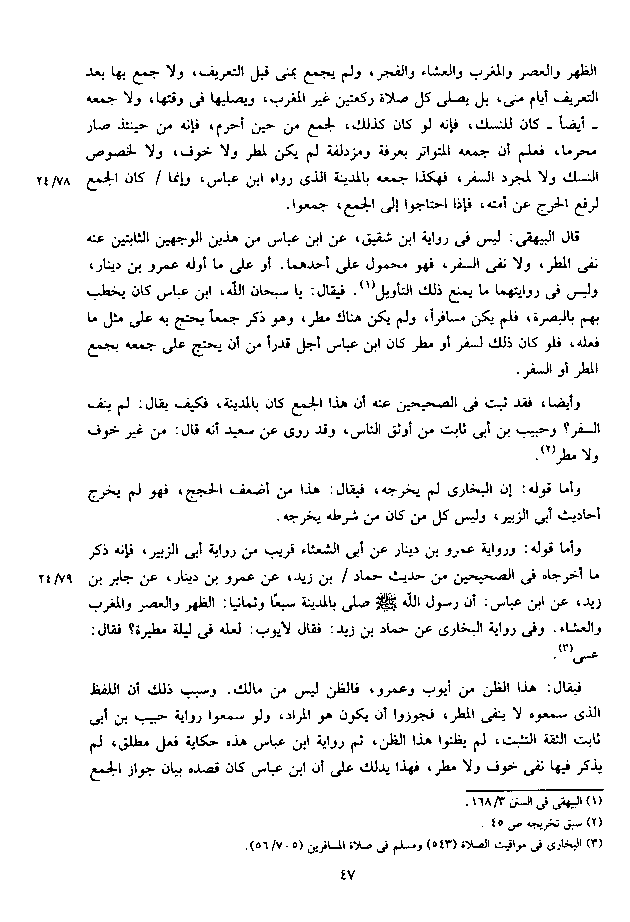 الظهر والعصر والمغرب والعشاء والفجر، ولم يجمع بمنى قبل التعريف، ولا جمع بها بعد
التعريف أيام منى، بل يصلى كل صلاة ركعتين غير المغرب، ويصليها فى وقتها، ولا جمعه
ـ أيضاً ـ كان للنسك، فإنه لو كان كذلك، لجمع من حين أحرم، فإنه من حينئذ صار
محرما، فعلم أن جمعه المتواتر بعرفة ومزدلفة لم يكن لمطر ولا خوف، ولا لخصوص
النسك ولا لمجرد السفر، فهكذا جمعه بالمدينة الذى رواه ابن عباس، وإنما / كان الجمع ٢٤/٧٨
لرفع الحرج عن أمته، فإذا احتاجوا إلى الجمع، جمعوا.
قال البيهقى: ليس فى رواية ابن شقيق، عن ابن عباس من هذين الوجهين الثابتين عنه
نفى المطر، ولا نفى السفر، فهو محمول على أحدهما. أو على ما أوله عمرو بن دينار،
وليس فى روايتهما ما يمنع ذلك التأويل(١). فيقال: يا سبحان الله، ابن عباس كان يخطب
بهم بالبصرة، فلم يكن مسافراً، ولم يكن هناك مطر، وهو ذكر جمعاً يحتج به على مثل ما
فعله، فلو كان ذلك لسفر أو مطر كان ابن عباس أجل قدراً من أن يحتج على جمعه بجمع
المطر أو السفر.
وأيضا، فقد ثبت فى الصحيحين عنه أن هذا الجمع كان بالمدينة، فكيف يقال: لم ينف
السفر؟ وحبيب بن أبى ثابت من أوثق الناس، وقد روى عن سعيد أنه قال: من غير خوف
ولا مطر(٢).
وأما قوله: إن البخارى لم يخرجه، فيقال: هذا من أضعف الحجج، فهو لم يخرج
أحاديث أبى الزبير، وليس كل من كان من شرطه يخرجه.
وأما قوله: ورواية عمرو بن دينار عن أبى الشعثاء قريب من رواية أبى الزبير، فإنه ذكر
ما أخرجاه فى الصحيحين من حديث حماد / بن زيد، عن عمرو بن دينار، عن جابر بن ٢٤/٧٩
زيد، عن ابن عباس: أن رسول الله ﷺ صلى بالمدينة سبعًا وثمانيا: الظهر والعصر والمغرب
والعشاء. وفى رواية البخارى عن حماد بن زيد: فقال لأيوب: لعله فى ليلة مطيرة؟ فقال:
عسى(٣).
فيقال: هذا الظن من أيوب وعمرو، فالظن ليس من مالك. وسبب ذلك أن اللفظ
الذى سمعوه لا ينفى المطر، فجوزوا أن يكون هو المراد، ولو سمعوا رواية حبيب بن أبى
ثابت الثقة الثبت، لم يظنوا هذا الظن، ثم رواية ابن عباس هذه حكاية فعل مطلق، لم
يذكر فيها نفى خوف ولا مطر، فهذا يدلك على أن ابن عباس كان قصده بيان جواز الجمع
(١) البيهقى فى السنن ٣/ ١٦٨.
(٢) سبق تخريجه ص ٤٥ .
(٣) البخارى فى مواقيت الصلاة (٥٤٣) ومسلم فى صلاة المسافرين (٥٦/٧٠٥).
٤٧